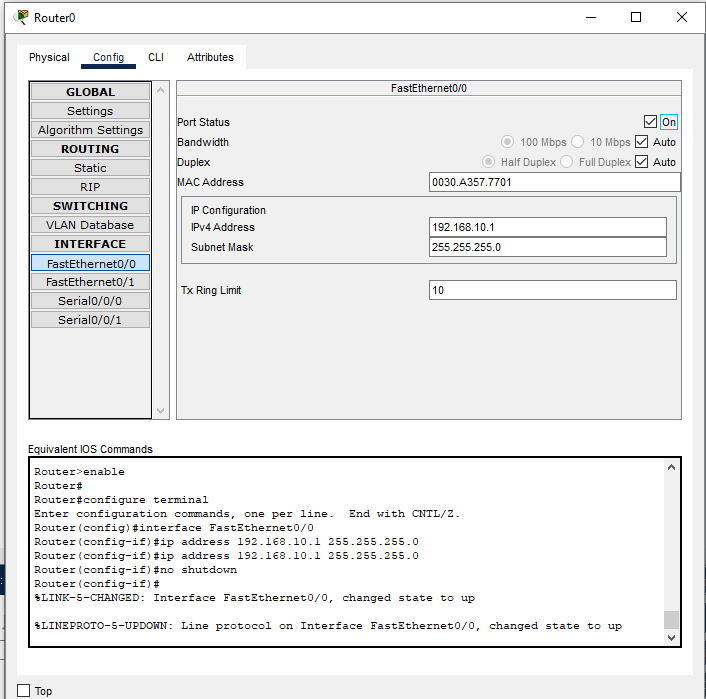 Router0
Physical Config CLI Attributes
GLOBAL
Settings
Algorithm Settings
ROUTING
Static
RIP
SWITCHING
VLAN Database
INTERFACE
FastEthernet0/0
FastEthernet0/1
Serial0/0/0
Serial0/0/1
FastEthernet0/0
Port Status On
Bandwidth 100 Mbps 10 Mbps Auto
Duplex Half Duplex Full Duplex Auto
MAC Address 0030.A357.7701
IP Configuration
IPv4 Address 192.168.10.1
Subnet Mask 255.255.255.0
Tx Ring Limit 10
Equivalent IOS Commands
Router>enable
Router#
Router#configure terminal
Enter configuration commands, one per line. End with CNTL/Z.
Router(config)#interface FastEthernet0/0
Router(config-if)#ip address 192.168.10.1 255.255.255.0
Router(config-if)#ip address 192.168.10.1 255.255.255.0
Router(config-if)#no shutdown
Router(config-if)#
%LINK-5-CHANGED: Interface FastEthernet0/0, changed state to up
%LINEPROTO-5-UPDOWN: Line protocol on Interface FastEthernet0/0, changed state to up
Top